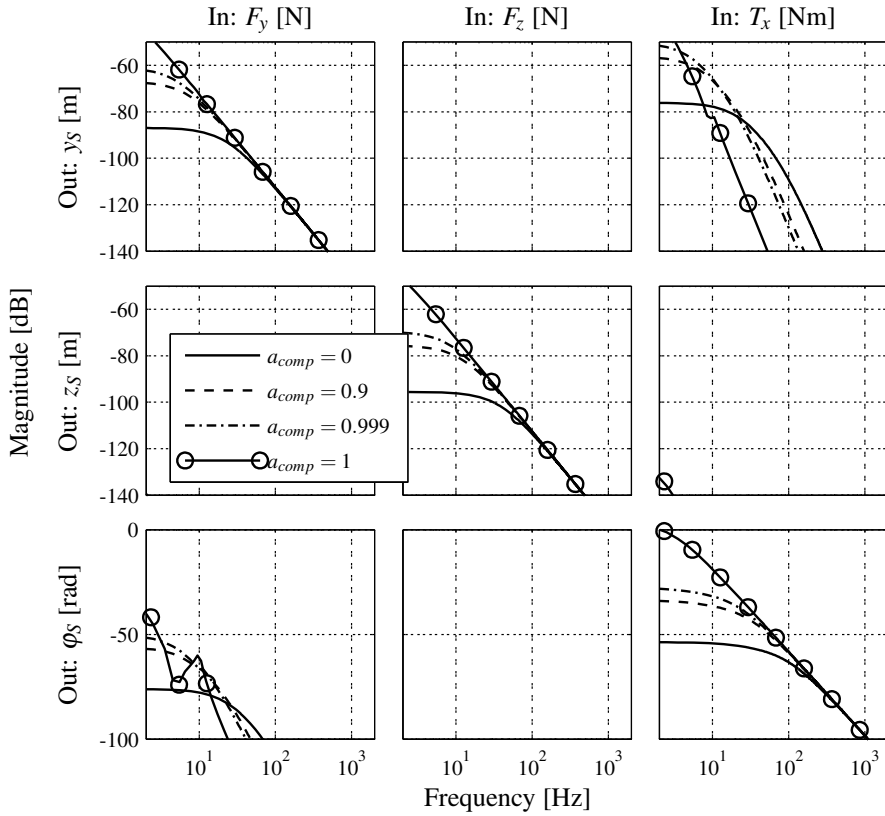 In: F_y [N]
In: F_z [N]
In: T_x [Nm]
Magnitude [dB]
Out: y_S [m]
-60
-80
-100
-120
-140
Out: z_S [m]
-60
-80
-100
-120
-140
a_comp = 0
a_comp = 0.9
a_comp = 0.999
a_comp = 1
Out: φ_S [rad]
0
-50
-100
10^1 10^2 10^3
10^1 10^2 10^3
10^1 10^2 10^3
Frequency [Hz]